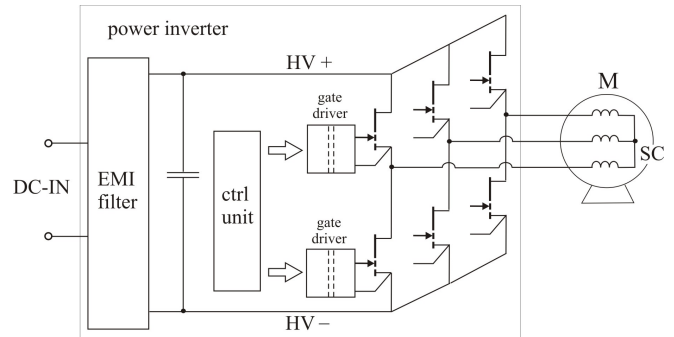 power inverter
HV +
M
gate
driver
SC
DC-IN
EMI
filter
ctrl
unit
gate
driver
HV −